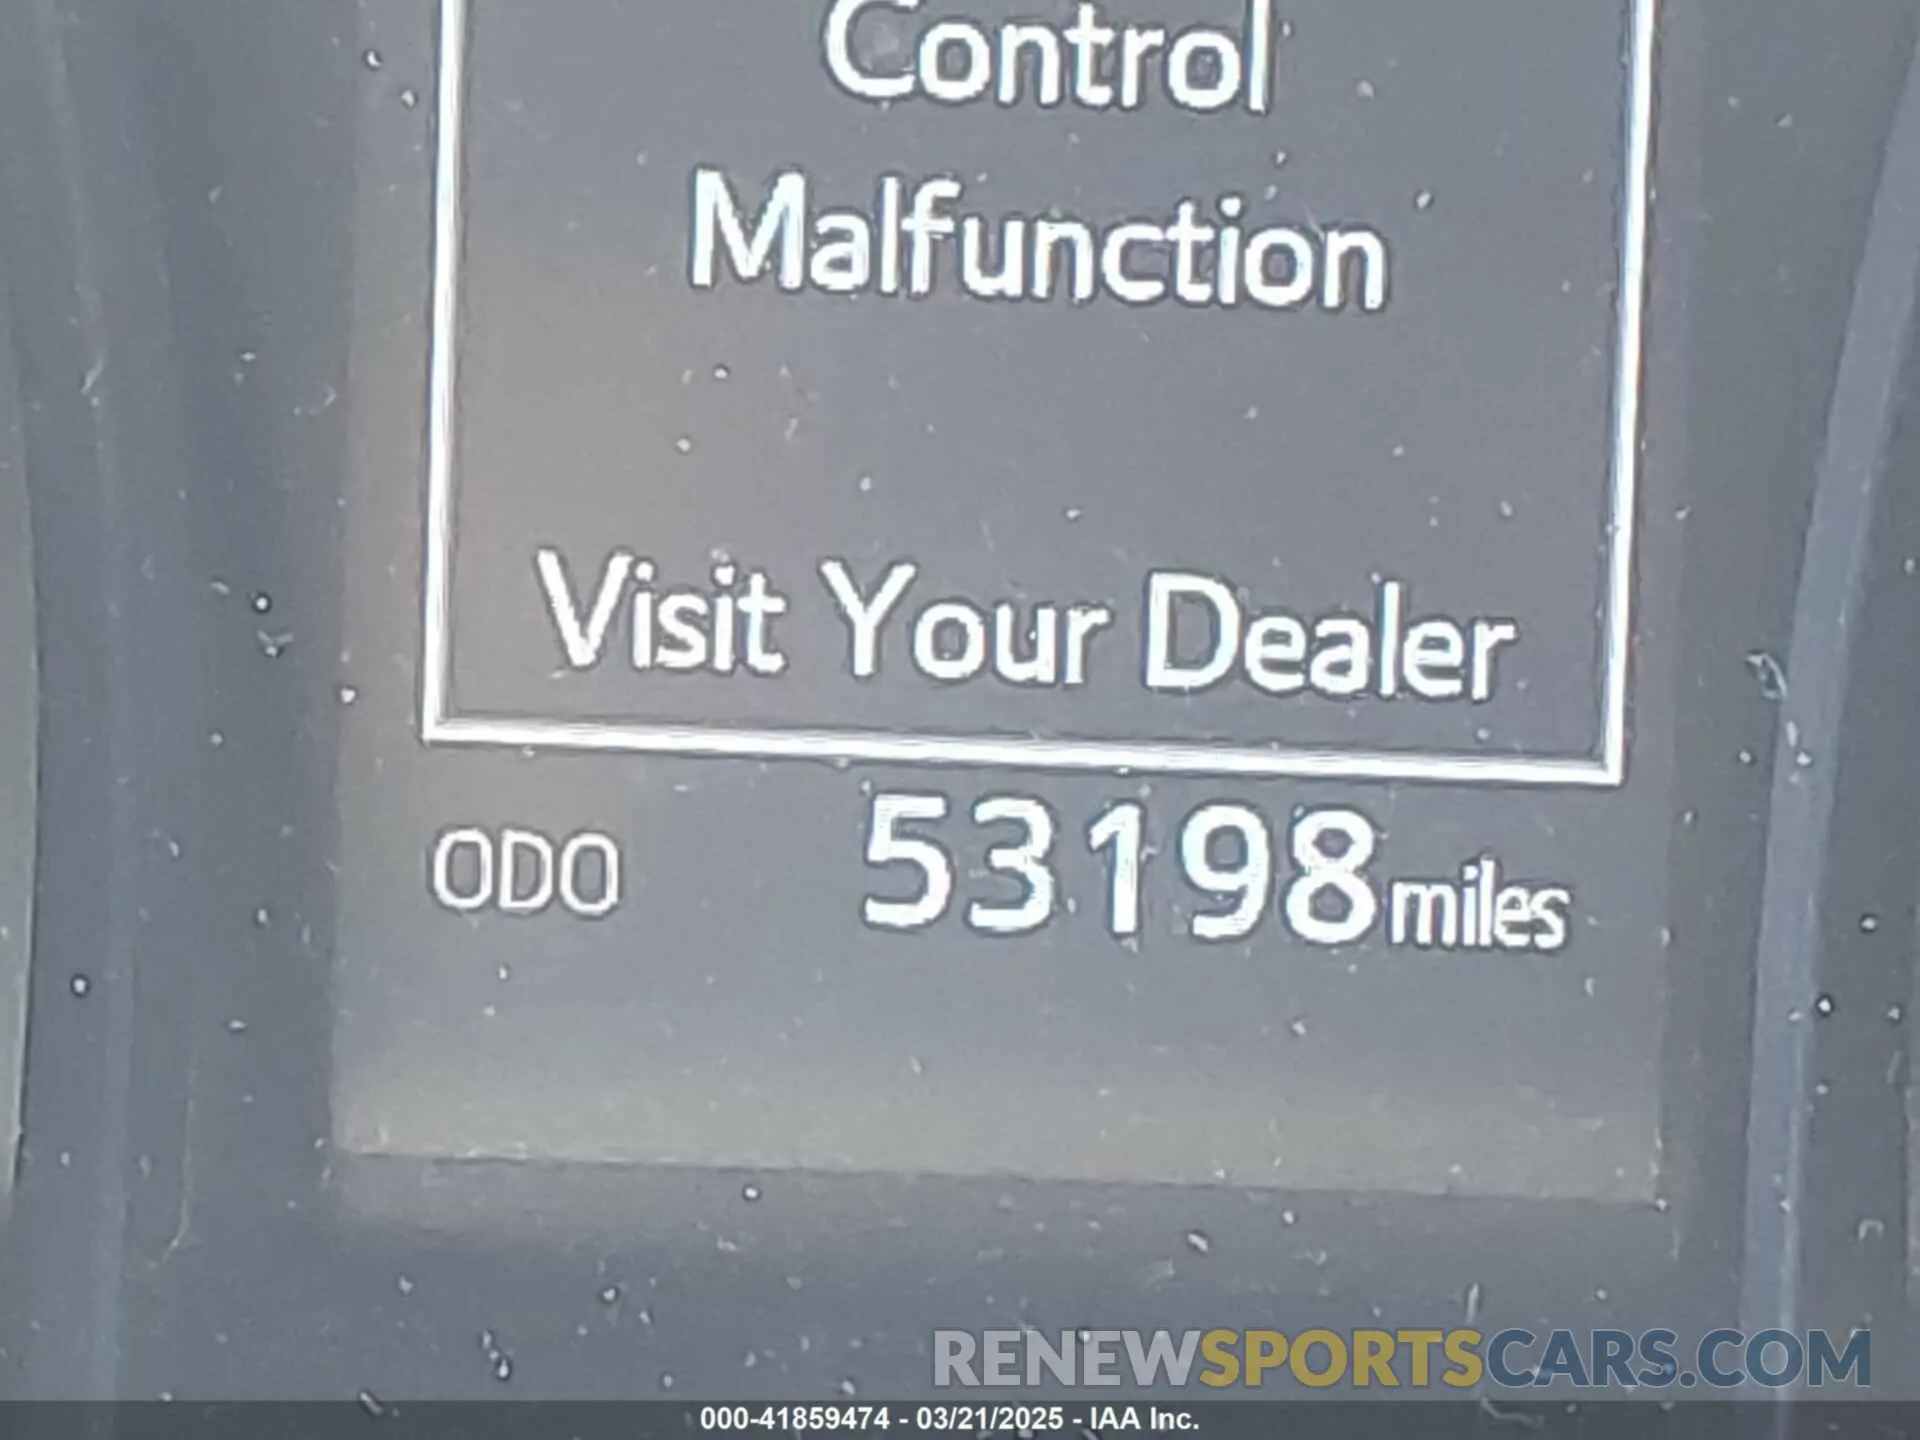 Control
Malfunction
Visit Your Dealer
ODO 53198 miles
RENEWSPORTSCARS.COM
000-41859474 - 03/21/2025 - IAA Inc.